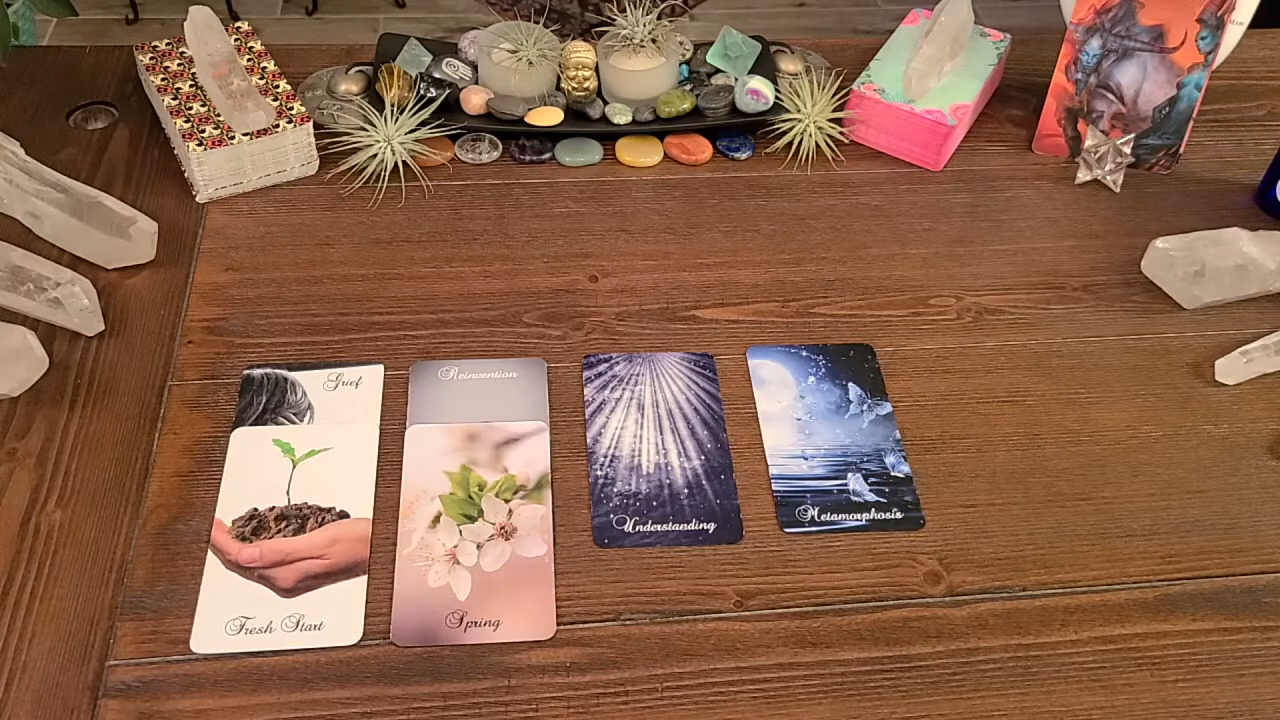 Grief
Fresh Start
Reinvention
Spring
Understanding
Metamorphosis